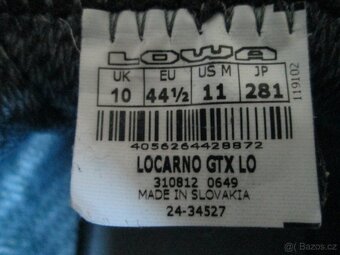 LOWA
UK EU US M JP
10 44½ 11 281
119102
4056264428872
LOCARNO GTX LO
310812 0649
MADE IN SLOVAKIA
24-34527
Bazos.cz